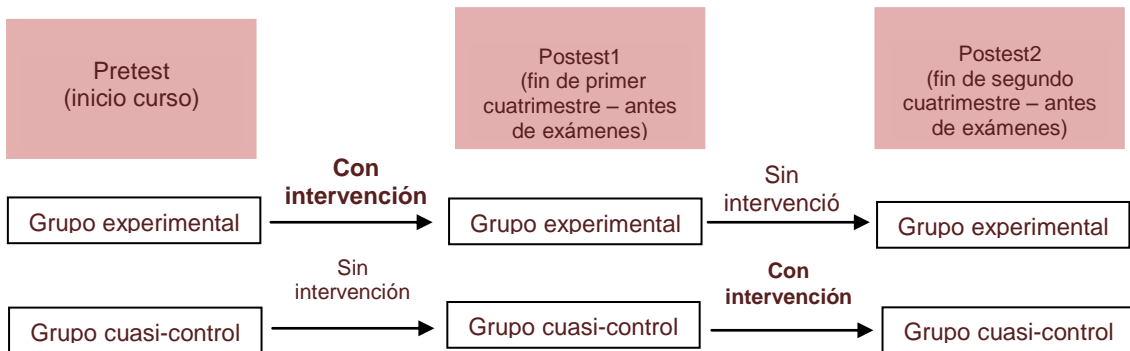 Pretest
(inicio curso)
Postest1
(fin de primer
cuatrimestre – antes
de exámenes)
Postest2
(fin de segundo
cuatrimestre – antes
de exámenes)
Con
intervención
Sin
intervenció
Grupo experimental
Grupo experimental
Grupo experimental
Sin
intervención
Con
intervención
Grupo cuasi-control
Grupo cuasi-control
Grupo cuasi-control